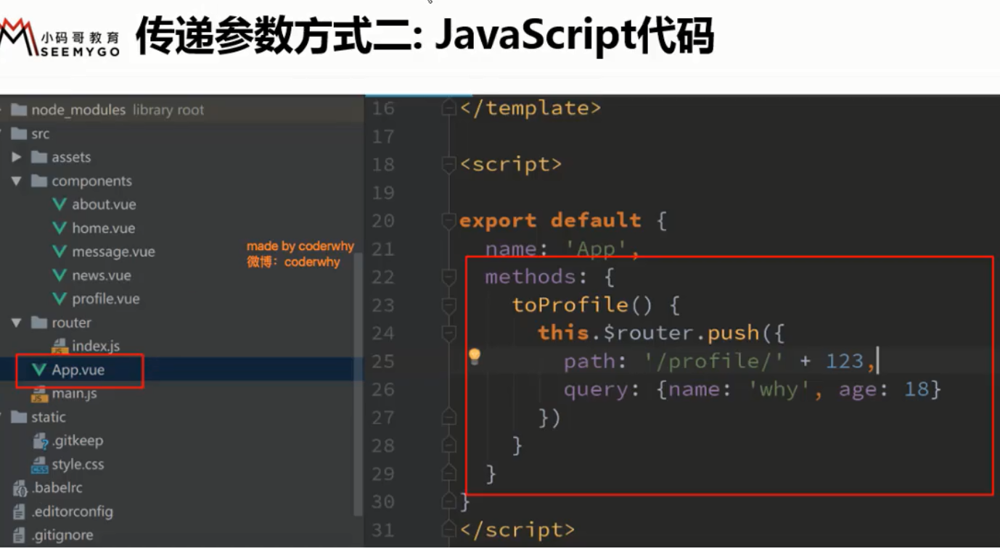 小码哥教育
SEEMYGO
传递参数方式二: JavaScript代码
node_modules library root
src
assets
components
about.vue
home.vue
message.vue
news.vue
profile.vue
router
index.js
App.vue
main.js
static
.gitkeep
style.css
.babelrc
.editorconfig
.gitignore
made by coderwhy
微博：coderwhy
16 </template>
17
18 <script>
19
20 export default {
21 name: 'App',
22 methods: {
23 toProfile() {
24 this.$router.push({
25 path: '/profile/' + 123,
26 query: {name: 'why', age: 18}
27 })
28 }
29 }
30 }
31 </script>